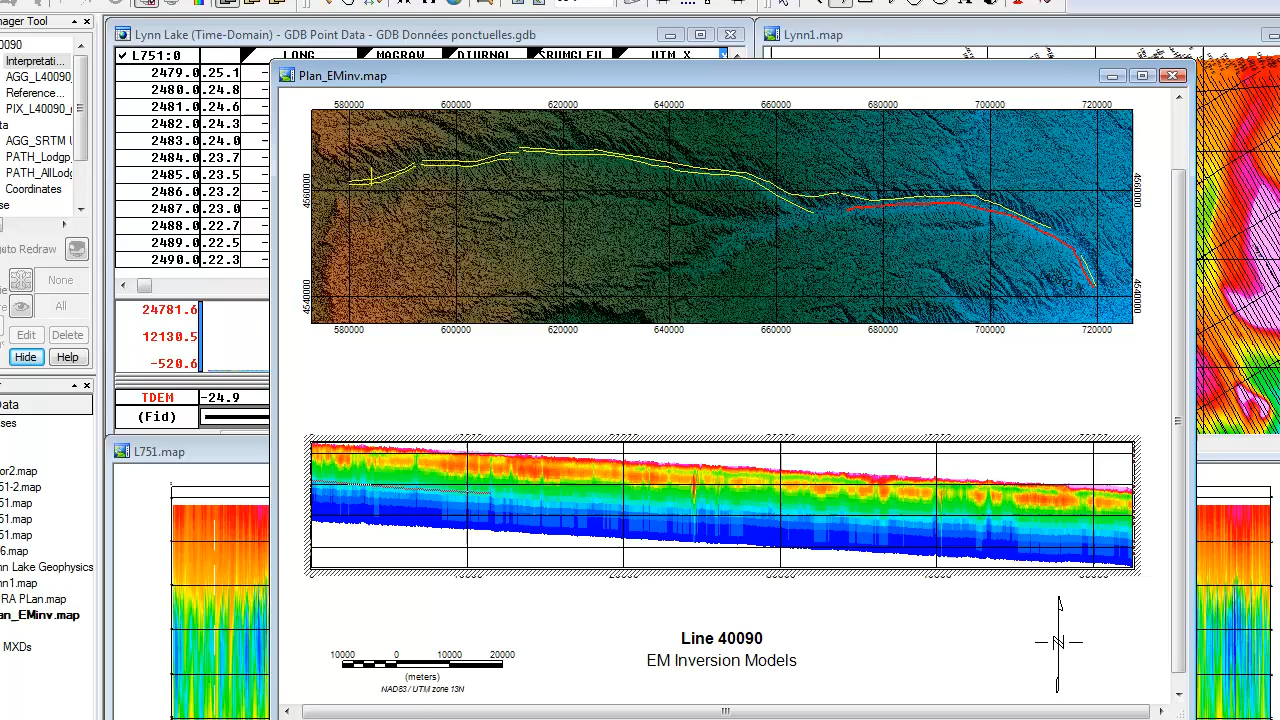 ager Tool
0090
Interpretati...
AGG_L40090
Reference...
PIX_L40090_
ta
AGG_SRTM U
PATH_Lodgp
PATH_AllLodg
Coordinates
se
uto Redraw
None
All
Edit
Delete
Hide
Help
Data
ses
or2.map
51-2.map
51.map
51.map
51.map
6.map
nn Lake Geophysics
nn1.map
RA PLan.map
an_EMinv.map
MXDs
Lynn Lake (Time-Domain) - GDB Point Data - GDB Données ponctuelles.gdb
✓ L751:0 LONG MAGRAW DIURNAL UTM_X
2479.0 .25.1
2480.0 .24.8
2481.0 .24.6
2482.0 .24.3
2483.0 .24.0
2484.0 .23.7
2485.0 .23.5
2486.0 .23.2
2487.0 .23.0
2488.0 .22.7
2489.0 .22.5
2490.0 .22.3
24781.6
12130.5
-520.6
TDEM -24.9
(Fid)
L751.map
Lynn1.map
Plan_EMinv.map
580000 600000 620000 640000 660000 680000 700000 720000
4560000 4560000
4540000 4540000
580000 600000 620000 640000 660000 680000 700000 720000
Line 40090
EM Inversion Models
10000 0 10000 20000
(meters)
NAD83 / UTM zone 13N
N